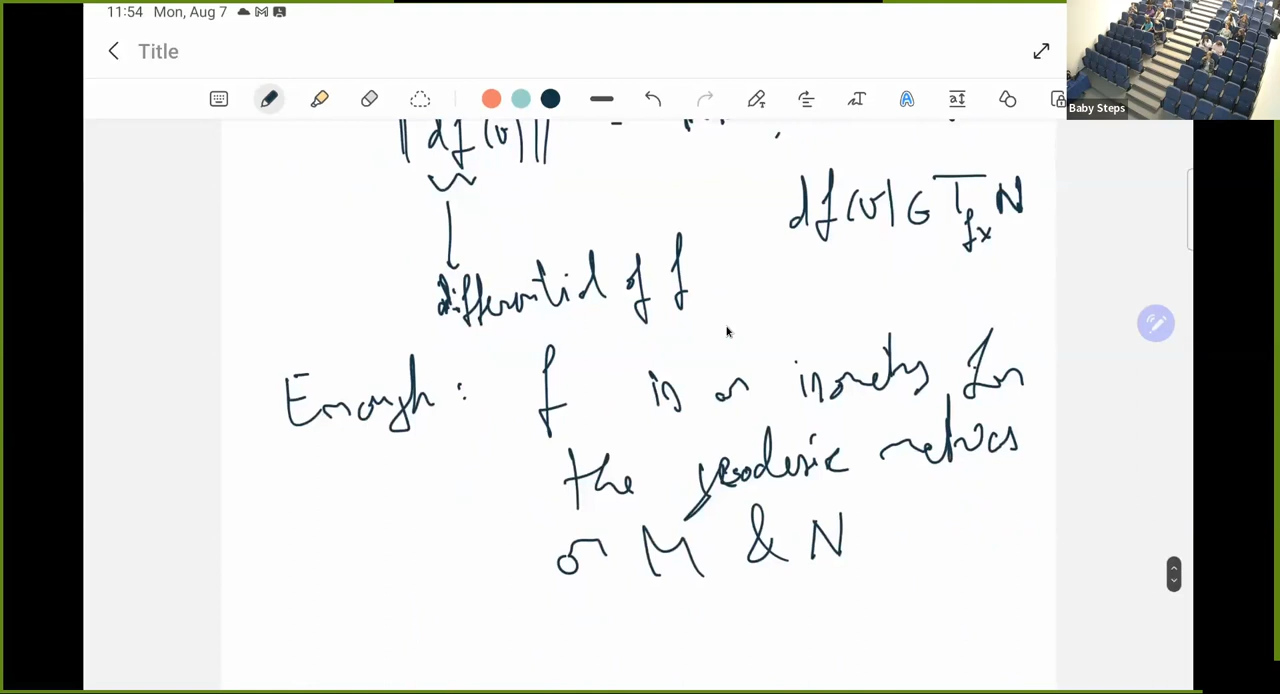 11:54 Mon, Aug 7
Title
Baby Steps
‖df(v)‖ =
df(v) ∈ T_{fx} N
differential of f
Enough: f is an isometry for
the geodesic metrics
on M & N